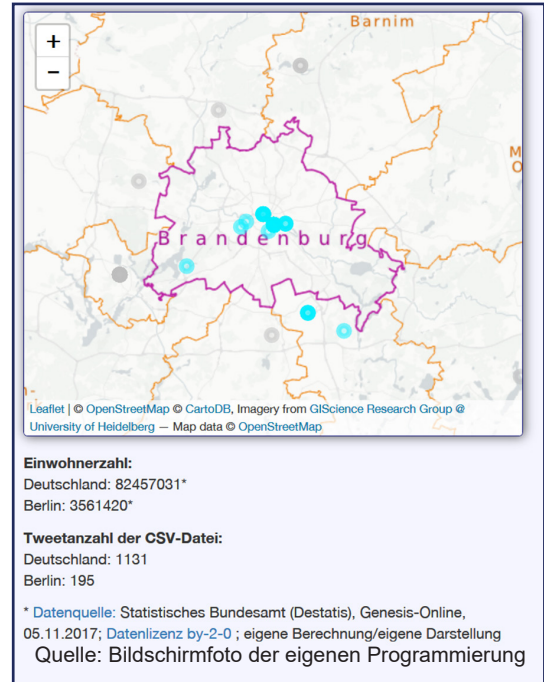 Barnim
+
−
M
O
Brandenburg
Leaflet | © OpenStreetMap © CartoDB, Imagery from GIScience Research Group @
University of Heidelberg — Map data © OpenStreetMap
Einwohnerzahl:
Deutschland: 82457031*
Berlin: 3561420*
Tweetanzahl der CSV-Datei:
Deutschland: 1131
Berlin: 195
* Datenquelle: Statistisches Bundesamt (Destatis), Genesis-Online,
05.11.2017; Datenlizenz by-2-0 ; eigene Berechnung/eigene Darstellung
Quelle: Bildschirmfoto der eigenen Programmierung